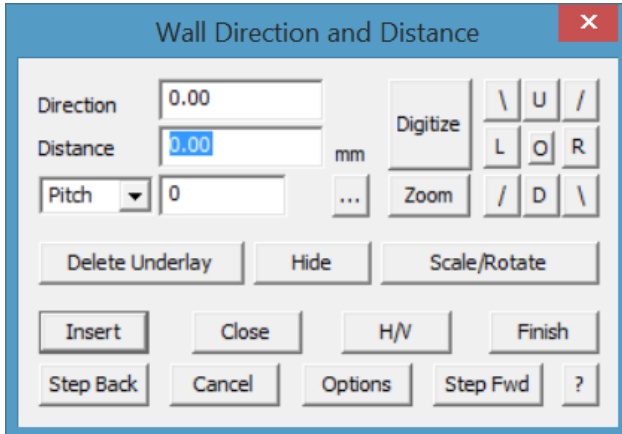 Wall Direction and Distance x
Direction 0.00 Digitize \ U /
Distance 0.00 mm L O R
Pitch 0 ... Zoom / D \
Delete Underlay Hide Scale/Rotate
Insert Close H/V Finish
Step Back Cancel Options Step Fwd ?